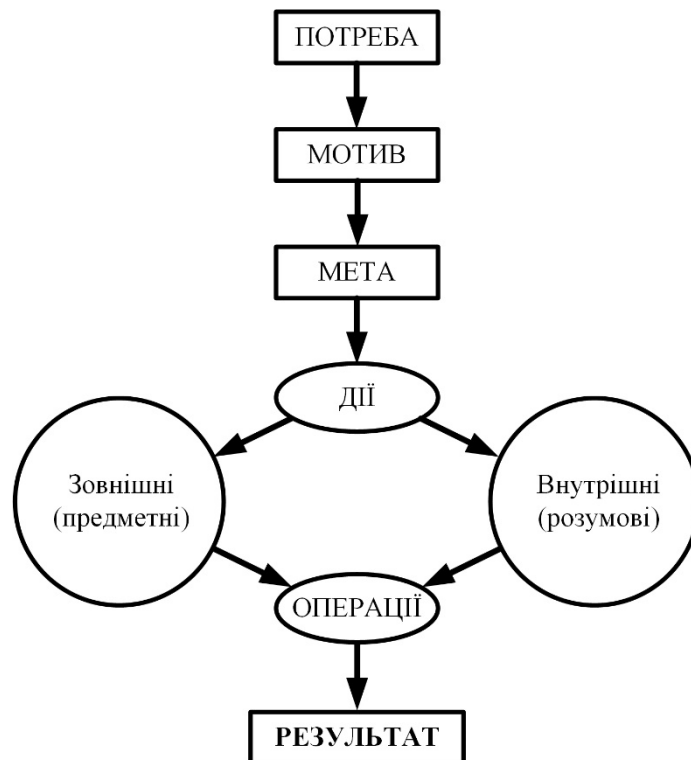 ПОТРЕБА
МОТИВ
МЕТА
ДІЇ
Зовнішні
(предметні)
Внутрішні
(розумові)
ОПЕРАЦІЇ
РЕЗУЛЬТАТ